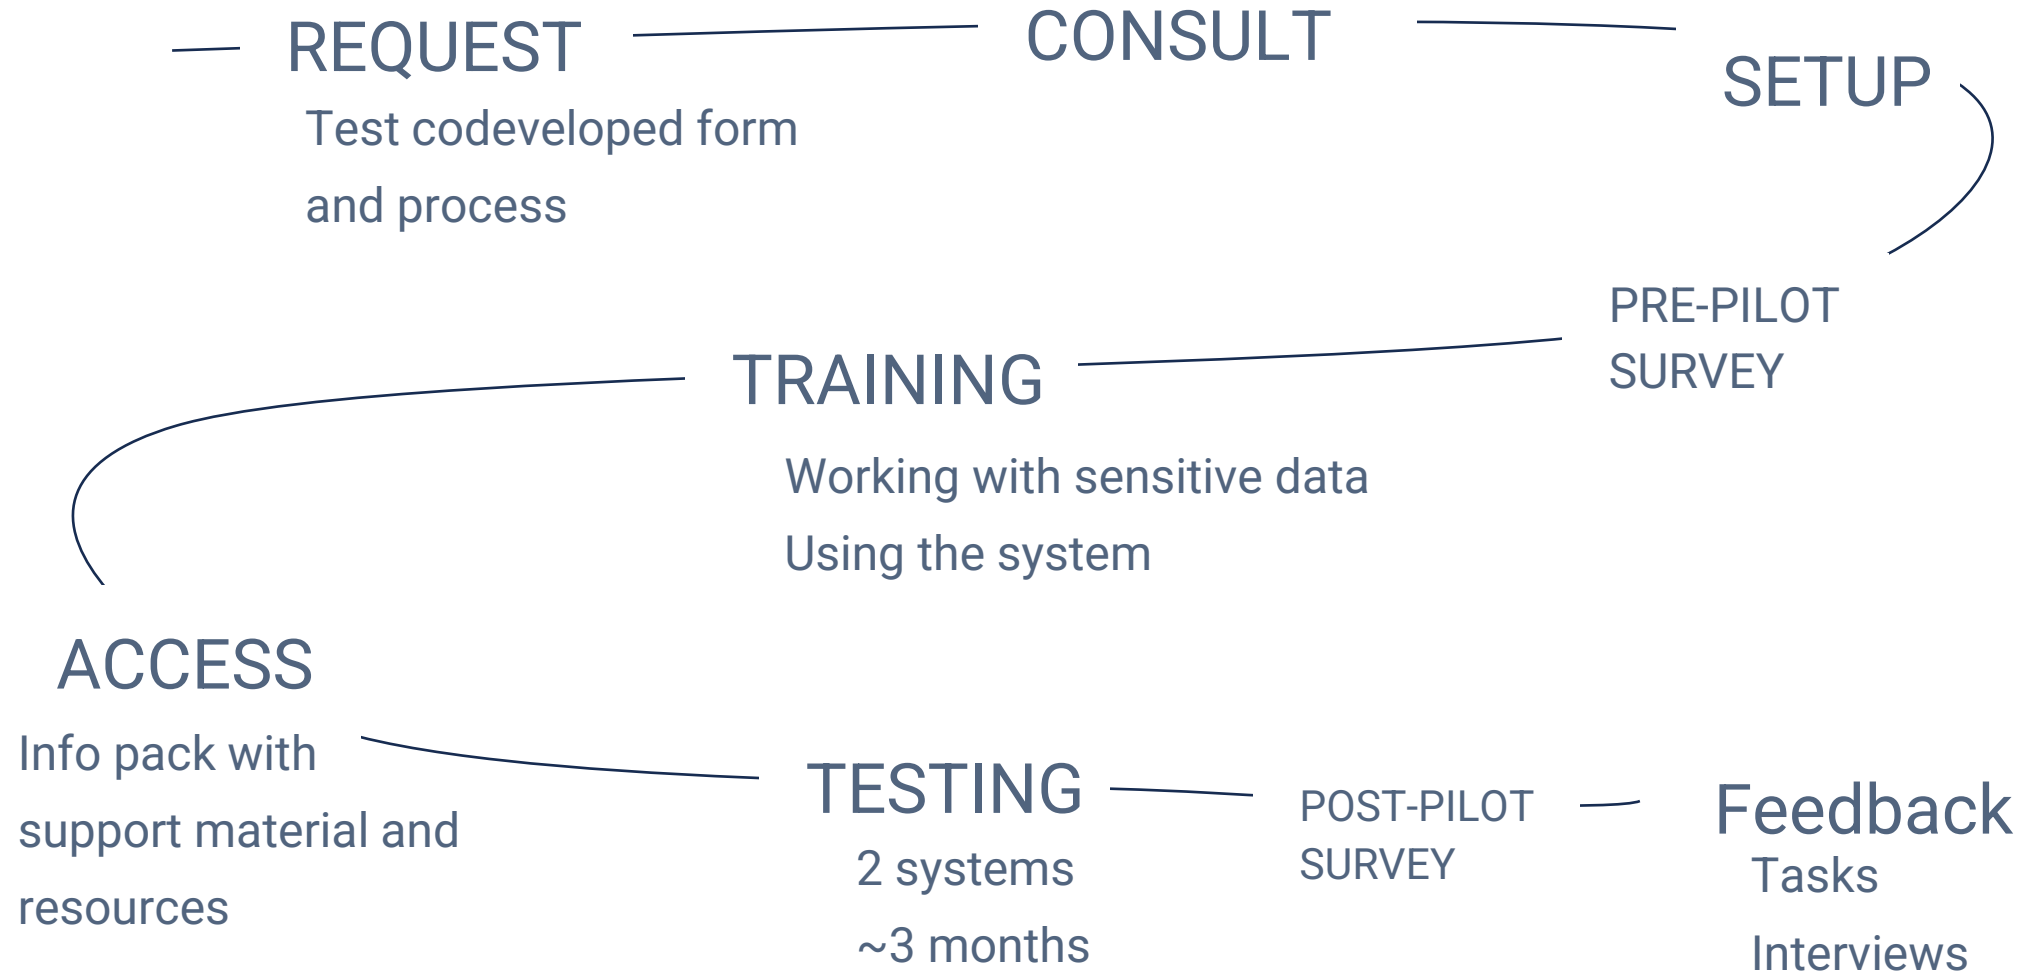 REQUEST
Test codeveloped form
and process
CONSULT
SETUP
PRE-PILOT
SURVEY
TRAINING
Working with sensitive data
Using the system
ACCESS
Info pack with
support material and
resources
TESTING
2 systems
~3 months
POST-PILOT
SURVEY
Feedback
Tasks
Interviews